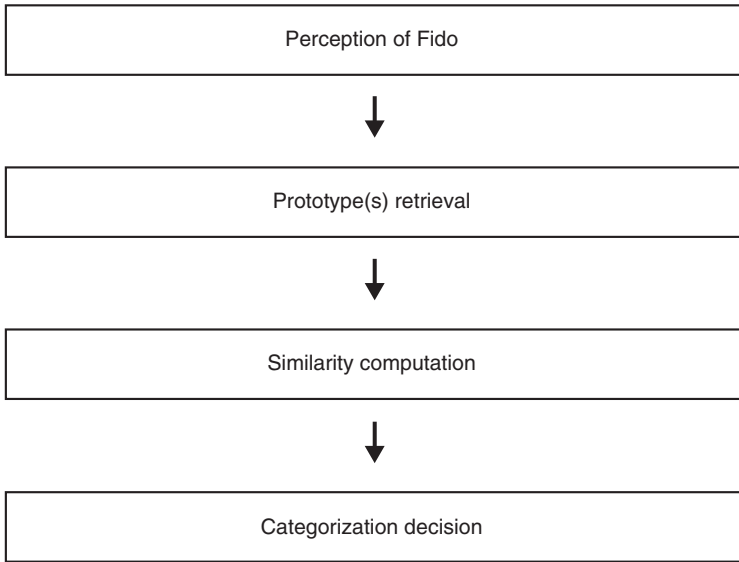 Perception of Fido
Prototype(s) retrieval
Similarity computation
Categorization decision